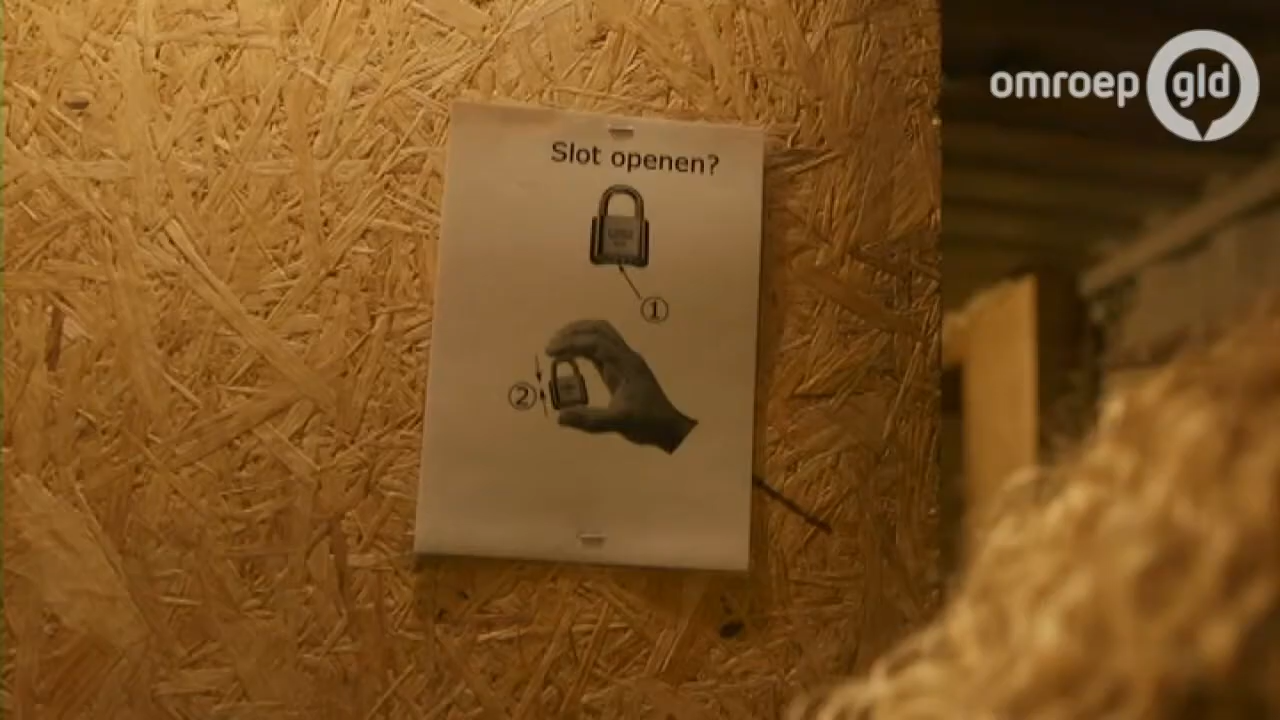 omroep gld
Slot openen?
①
②